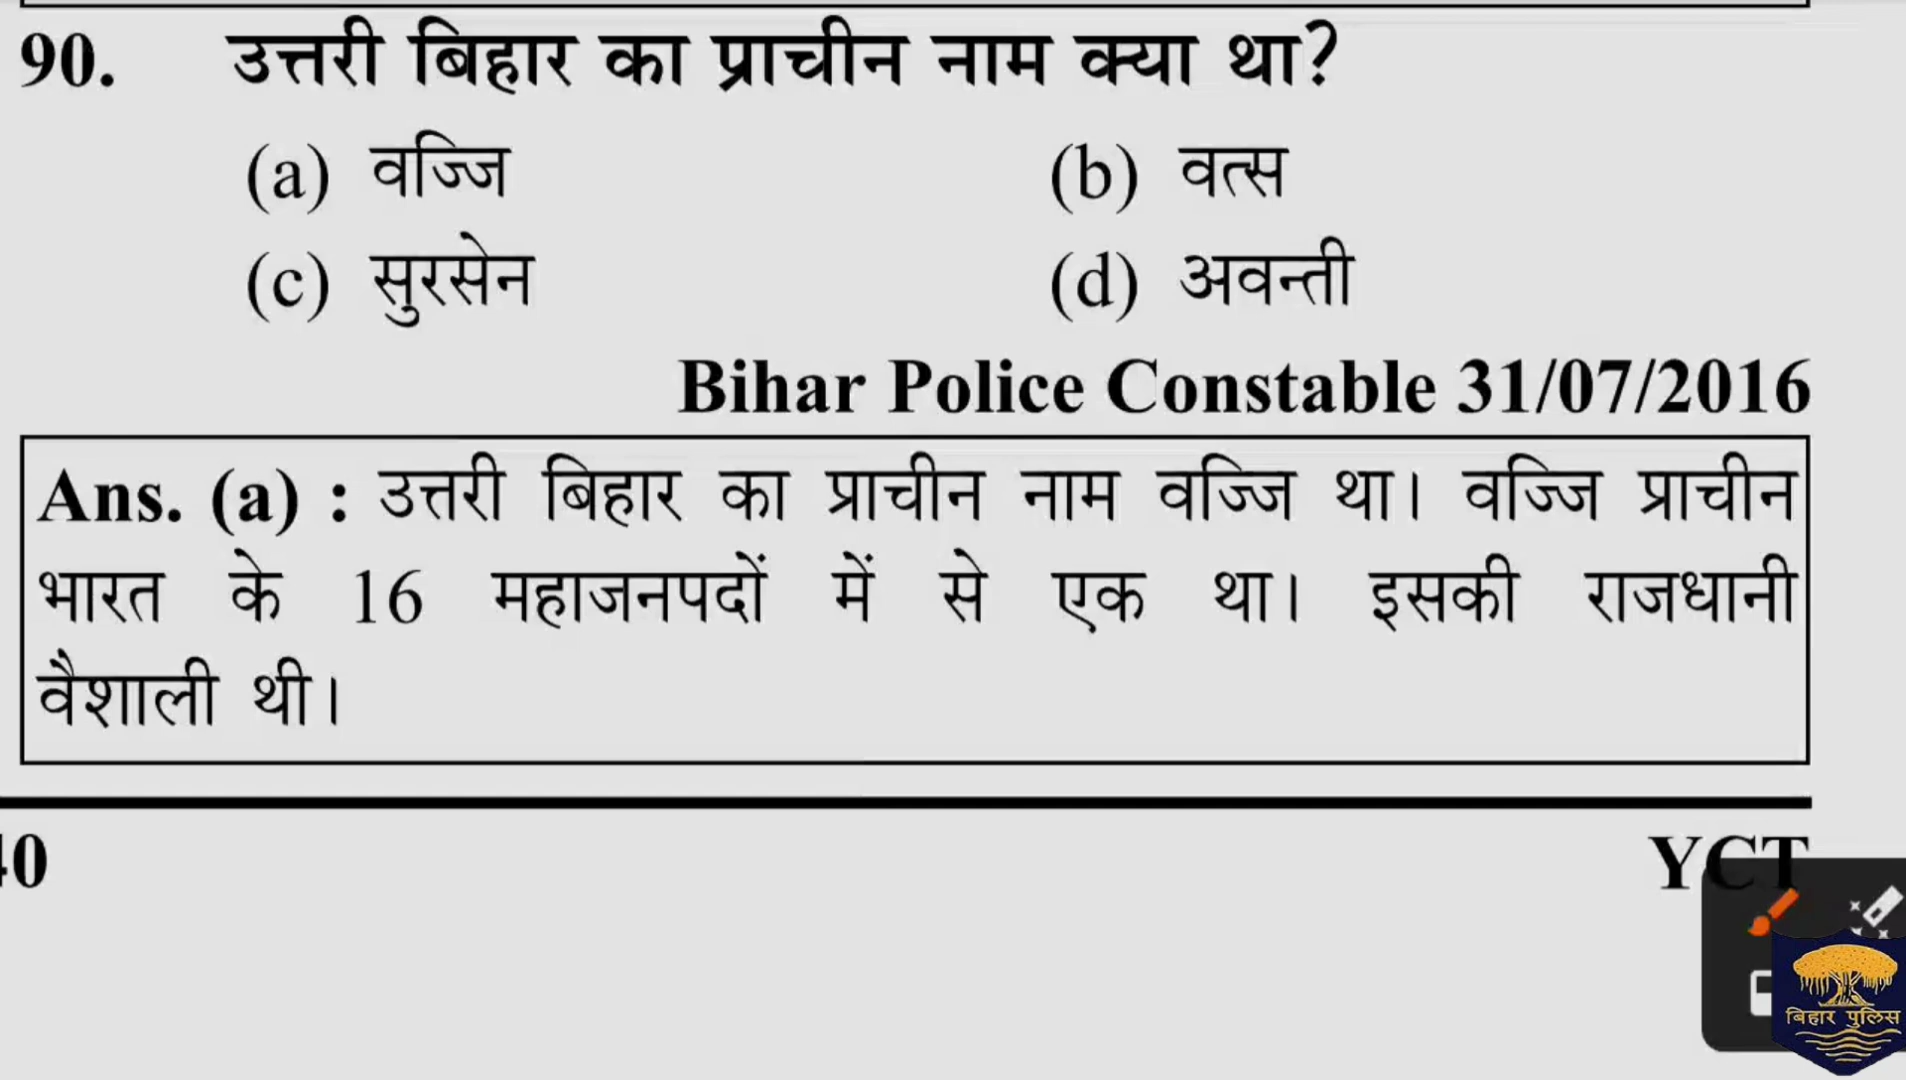 90. उत्तरी बिहार का प्राचीन नाम क्या था?
(a) वज्जि (b) वत्स
(c) सुरसेन (d) अवन्ती
Bihar Police Constable 31/07/2016
Ans. (a) : उत्तरी बिहार का प्राचीन नाम वज्जि था। वज्जि प्राचीन
भारत के 16 महाजनपदों में से एक था। इसकी राजधानी
वैशाली थी।
40 YCT
बिहार पुलिस